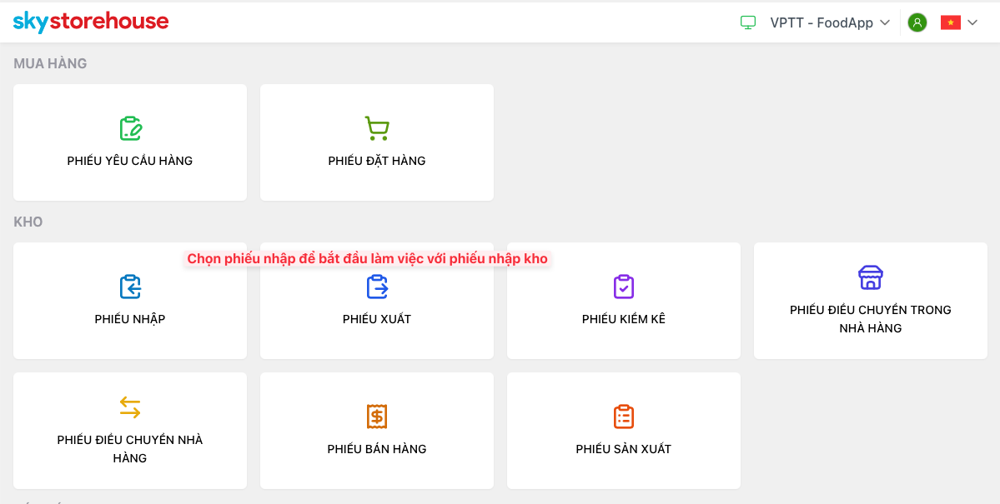 skystorehouse
VPTT - FoodApp
MUA HÀNG
PHIẾU YÊU CẦU HÀNG
PHIẾU ĐẶT HÀNG
KHO
Chọn phiếu nhập để bắt đầu làm việc với phiếu nhập kho
PHIẾU NHẬP
PHIẾU XUẤT
PHIẾU KIỂM KÊ
PHIẾU ĐIỀU CHUYỂN TRONG
NHÀ HÀNG
PHIẾU ĐIỀU CHUYỂN NHÀ
HÀNG
PHIẾU BÁN HÀNG
PHIẾU SẢN XUẤT